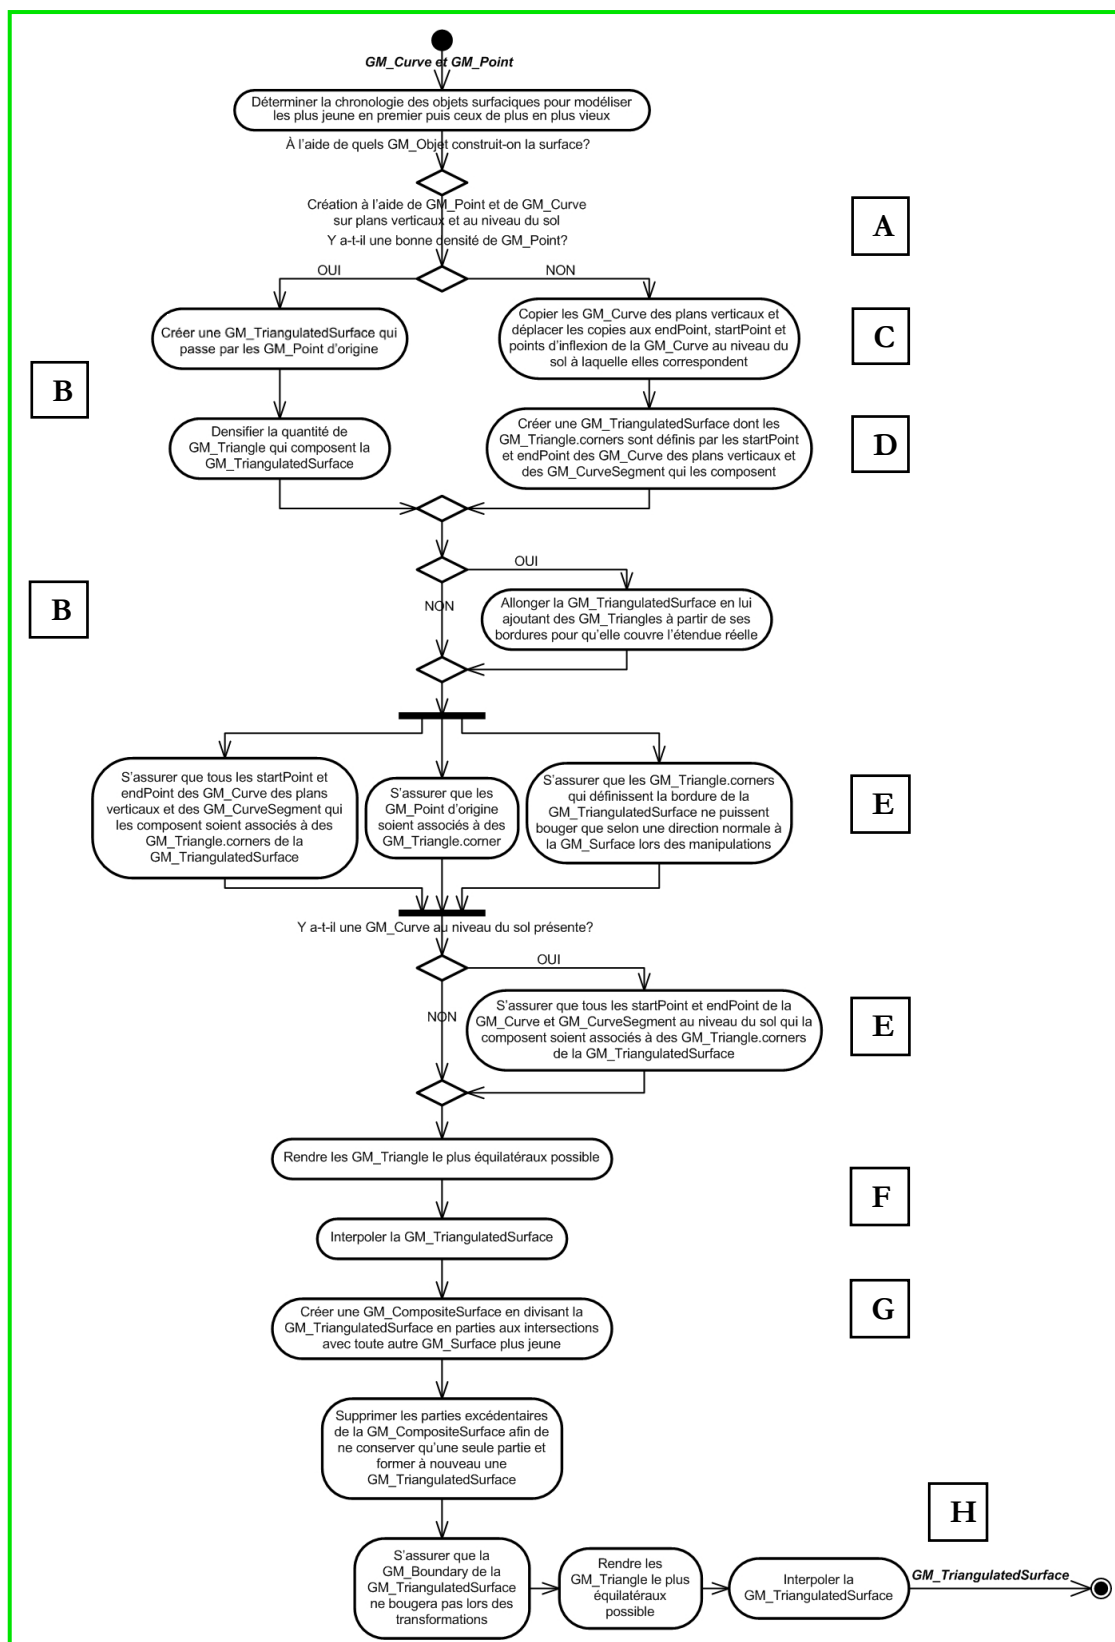 GM_Curve et GM_Point
Déterminer la chronologie des objets surfaciques pour modéliser
les plus jeune en premier puis ceux de plus en plus vieux
À l'aide de quels GM_Objet construit-on la surface?
Création à l'aide de GM_Point et de GM_Curve
sur plans verticaux et au niveau du sol
A
Y a-t-il une bonne densité de GM_Point?
OUI
NON
Créer une GM_TriangulatedSurface qui
passe par les GM_Point d'origine
Copier les GM_Curve des plans verticaux et
déplacer les copies aux endPoint, startPoint et
points d'inflexion de la GM_Curve au niveau du
sol à laquelle elles correspondent
C
B
Densifier la quantité de
GM_Triangle qui composent la
GM_TriangulatedSurface
Créer une GM_TriangulatedSurface dont les
GM_Triangle.corners sont définis par les startPoint
et endPoint des GM_Curve des plans verticaux et
des GM_CurveSegment qui les composent
D
OUI
NON
B
Allonger la GM_TriangulatedSurface en lui
ajoutant des GM_Triangles à partir de ses
bordures pour qu'elle couvre l'étendue réelle
S'assurer que tous les startPoint et
endPoint des GM_Curve des plans
verticaux et des GM_CurveSegment qui
les composent soient associés à des
GM_Triangle.corners de la
GM_TriangulatedSurface
S'assurer que les
GM_Point d'origine
soient associés à des
GM_Triangle.corner
S'assurer que les GM_Triangle.corners
qui définissent la bordure de la
GM_TriangulatedSurface ne puissent
bouger que selon une direction normale à
la GM_Surface lors des manipulations
E
Y a-t-il une GM_Curve au niveau du sol présente?
OUI
NON
S'assurer que tous les startPoint et endPoint de la
GM_Curve et GM_CurveSegment au niveau du sol qui la
composent soient associés à des GM_Triangle.corners
de la GM_TriangulatedSurface
E
Rendre les GM_Triangle le plus équilatéraux possible
F
Interpoler la GM_TriangulatedSurface
Créer une GM_CompositeSurface en divisant la
GM_TriangulatedSurface en parties aux intersections
avec toute autre GM_Surface plus jeune
G
Supprimer les parties excédentaires
de la GM_CompositeSurface afin de
ne conserver qu'une seule partie et
former à nouveau une
GM_TriangulatedSurface
S'assurer que la
GM_Boundary de la
GM_TriangulatedSurface
ne bougera pas lors des
transformations
Rendre les
GM_Triangle le plus
équilatéraux
possible
Interpoler la
GM_TriangulatedSurface
H
GM_TriangulatedSurface